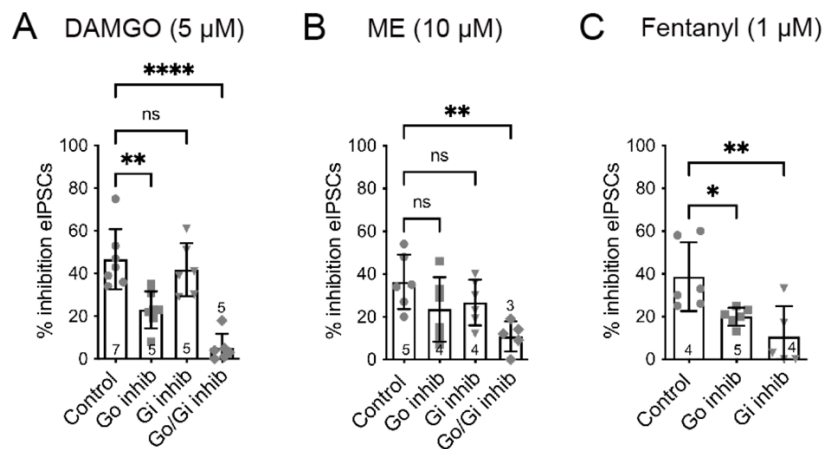 A DAMGO (5 μM)
****
ns
**
% inhibition eIPSCs
100
80
60
40
20
0
7
5
5
5
Control
Go inhib
Gi inhib
Go/Gi inhib
B ME (10 μM)
**
ns
ns
% inhibition eIPSCs
100
80
60
40
20
0
5
4
4
3
Control
Go inhib
Gi inhib
Go/Gi inhib
C Fentanyl (1 μM)
**
*
% inhibition eIPSCs
100
80
60
40
20
0
4
5
4
Control
Go inhib
Gi inhib